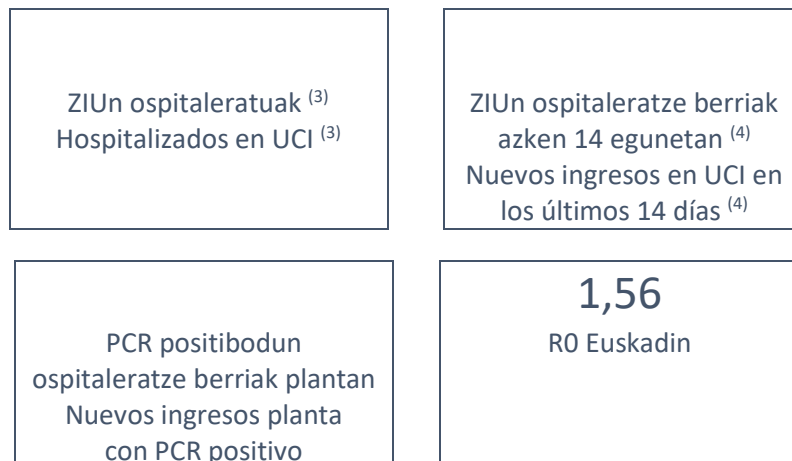 ZIUn ospitaleratuak (3)
Hospitalizados en UCI (3)
ZIUn ospitaleratze berriak
azken 14 egunetan (4)
Nuevos ingresos en UCI en
los últimos 14 días (4)
PCR positibodun
ospitaleratze berriak plantan
Nuevos ingresos planta
con PCR positivo
1,56
R0 Euskadin